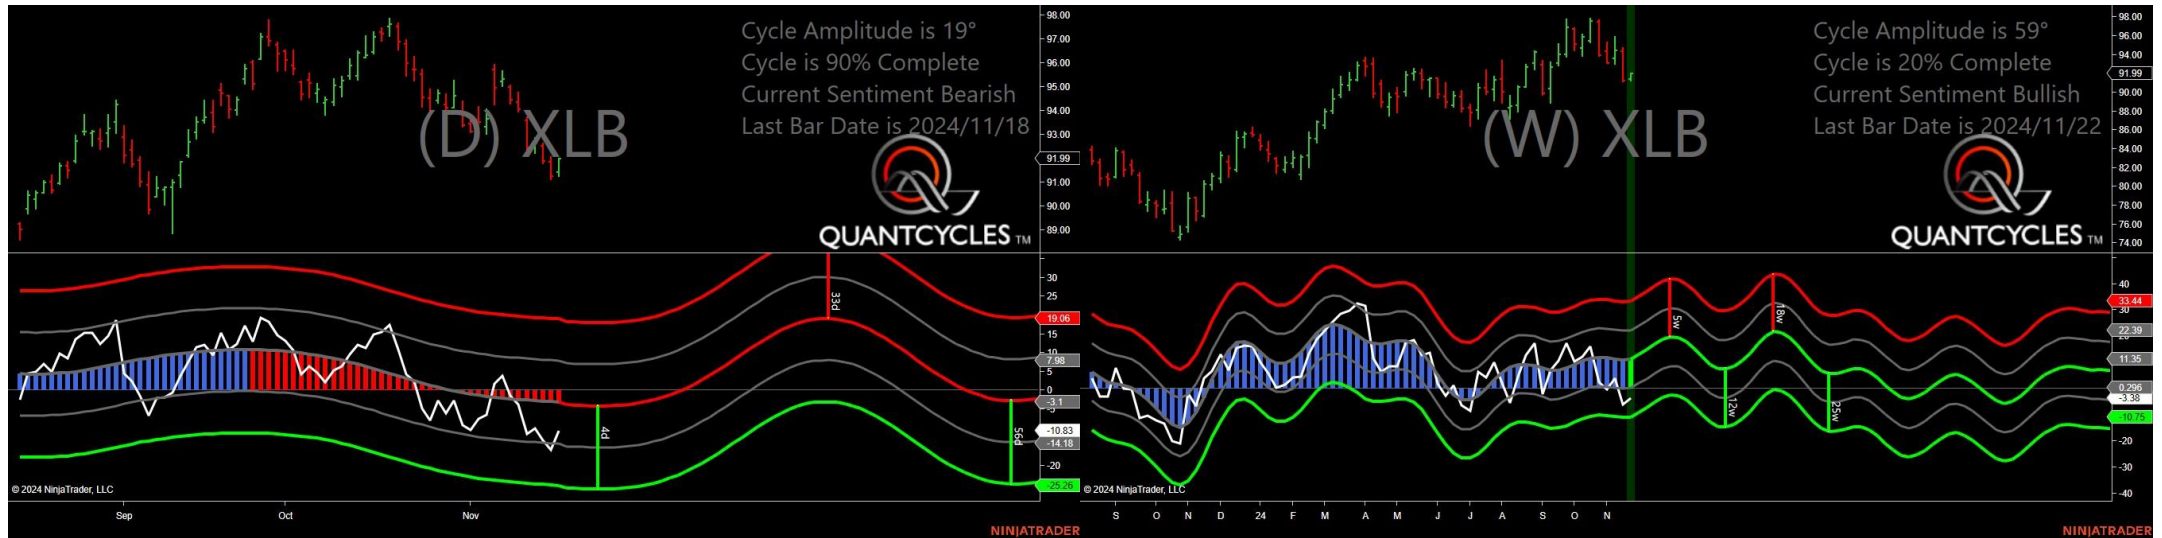 Cycle Amplitude is 19°
Cycle is 90% Complete
Current Sentiment Bearish
Last Bar Date is 2024/11/18
(D) XLB
QUANTCYCLES TM
98.00
97.00
96.00
95.00
94.00
93.00
91.99
91.00
90.00
89.00
33d
4d
56d
30
25
19.06
15
10
7.98
5
0
-3.1
-5
-10.83
-14.18
-20
-25.26
© 2024 NinjaTrader, LLC
Sep Oct Nov
NINJATRADER
Cycle Amplitude is 59°
Cycle is 20% Complete
Current Sentiment Bullish
Last Bar Date is 2024/11/22
(W) XLB
QUANTCYCLES TM
98.00
96.00
94.00
91.99
90.00
88.00
86.00
84.00
82.00
80.00
78.00
76.00
74.00
5w
18w
12w
25w
40
33.44
30
22.39
20
11.35
0.296
-3.38
-10.75
-20
-30
-40
© 2024 NinjaTrader, LLC
S O N D 24 F M A M J J A S O N
NINJATRADER